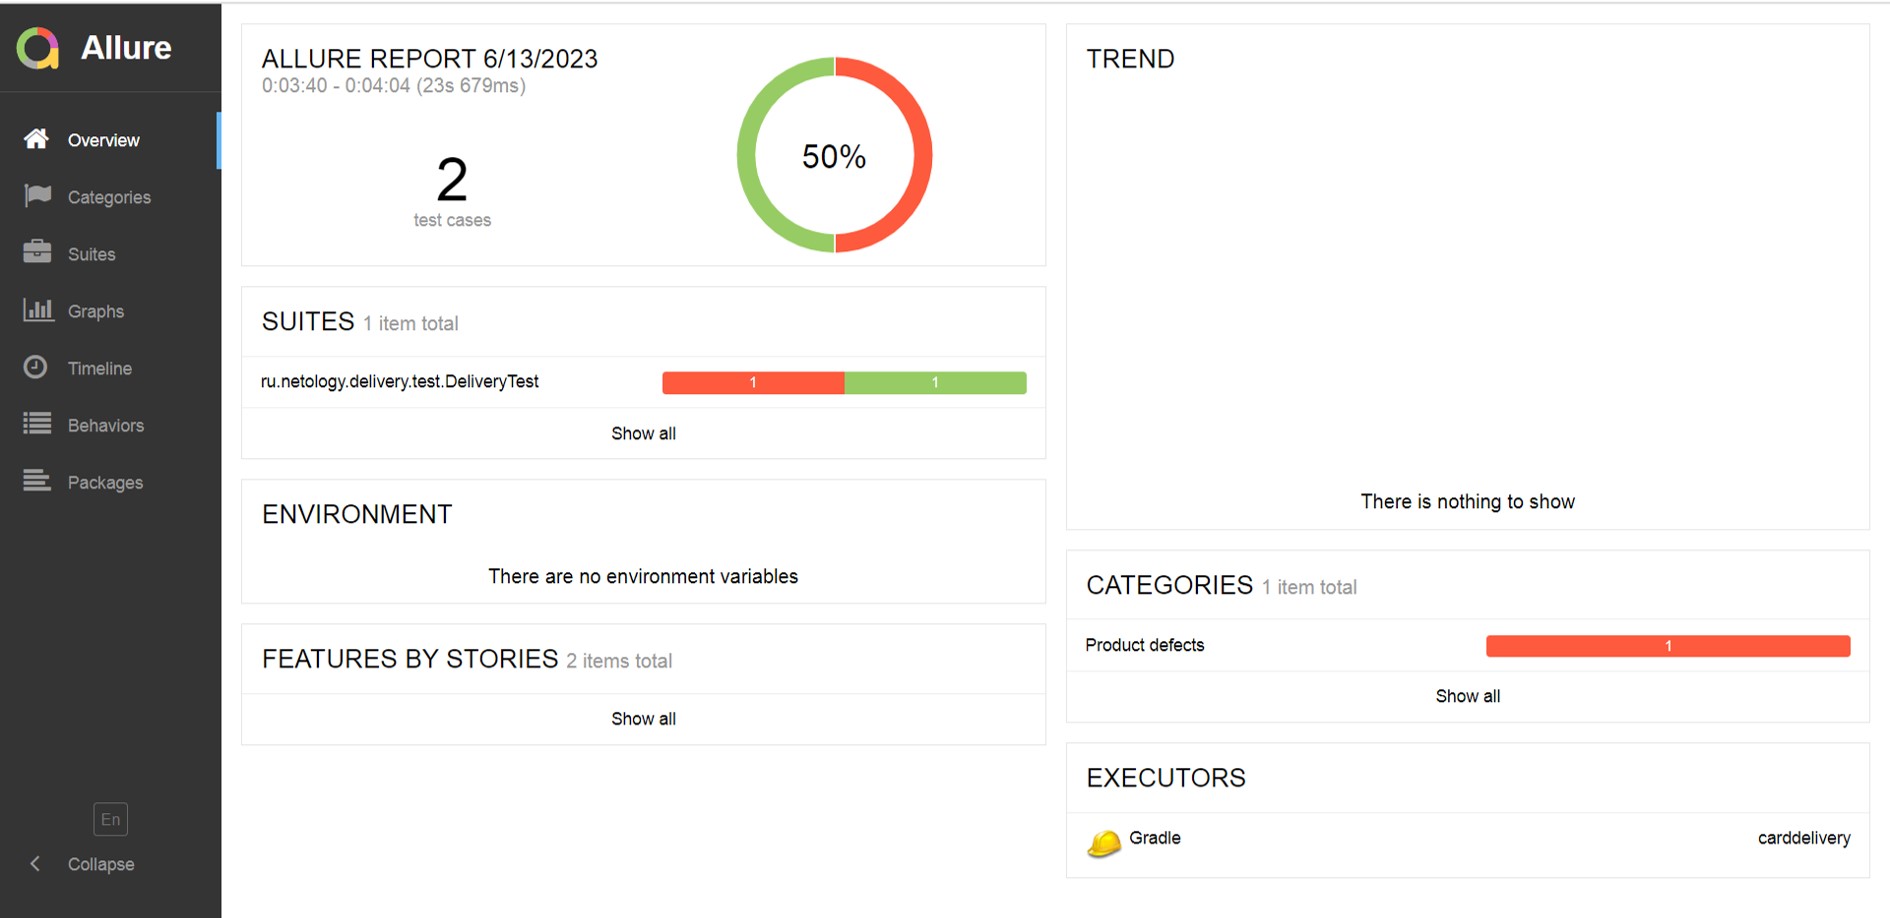 Allure
Overview
Categories
Suites
Graphs
Timeline
Behaviors
Packages
En
Collapse
ALLURE REPORT 6/13/2023
0:03:40 - 0:04:04 (23s 679ms)
2
test cases
50%
SUITES 1 item total
ru.netology.delivery.test.DeliveryTest 1 1
Show all
ENVIRONMENT
There are no environment variables
FEATURES BY STORIES 2 items total
Show all
TREND
There is nothing to show
CATEGORIES 1 item total
Product defects 1
Show all
EXECUTORS
Gradle carddelivery